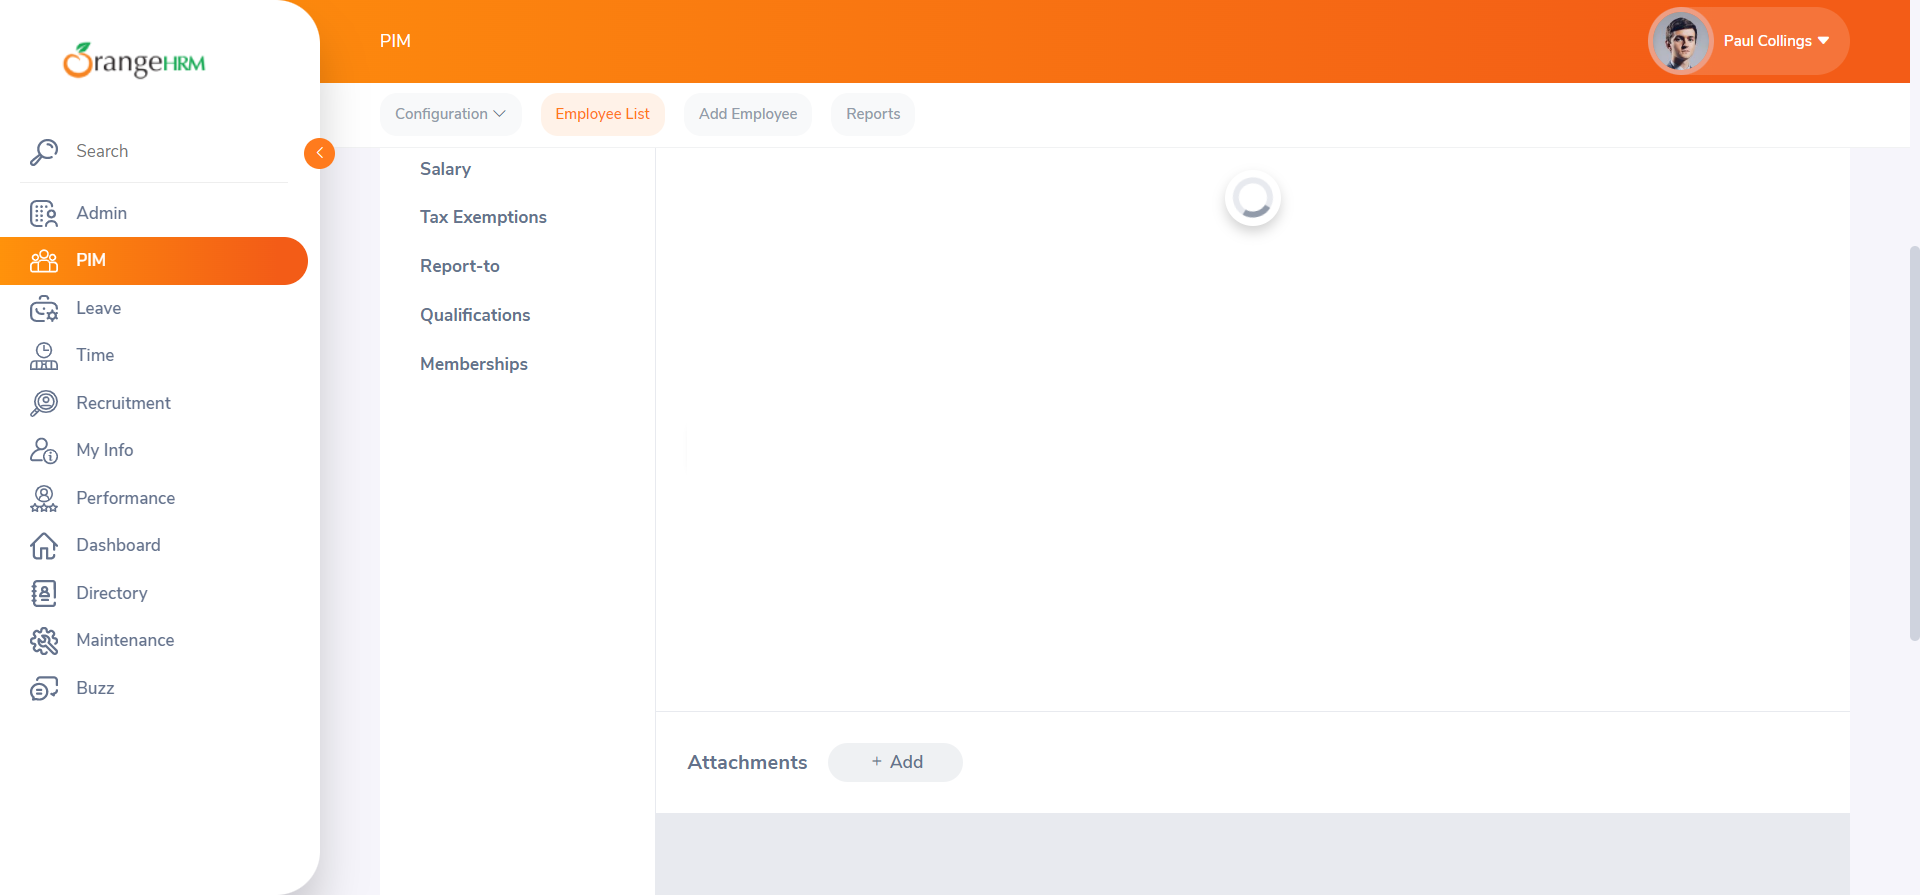 OrangeHRM
PIM
Paul Collings
Configuration
Employee List
Add Employee
Reports
Search
Admin
PIM
Leave
Time
Recruitment
My Info
Performance
Dashboard
Directory
Maintenance
Buzz
Salary
Tax Exemptions
Report-to
Qualifications
Memberships
Attachments
+ Add